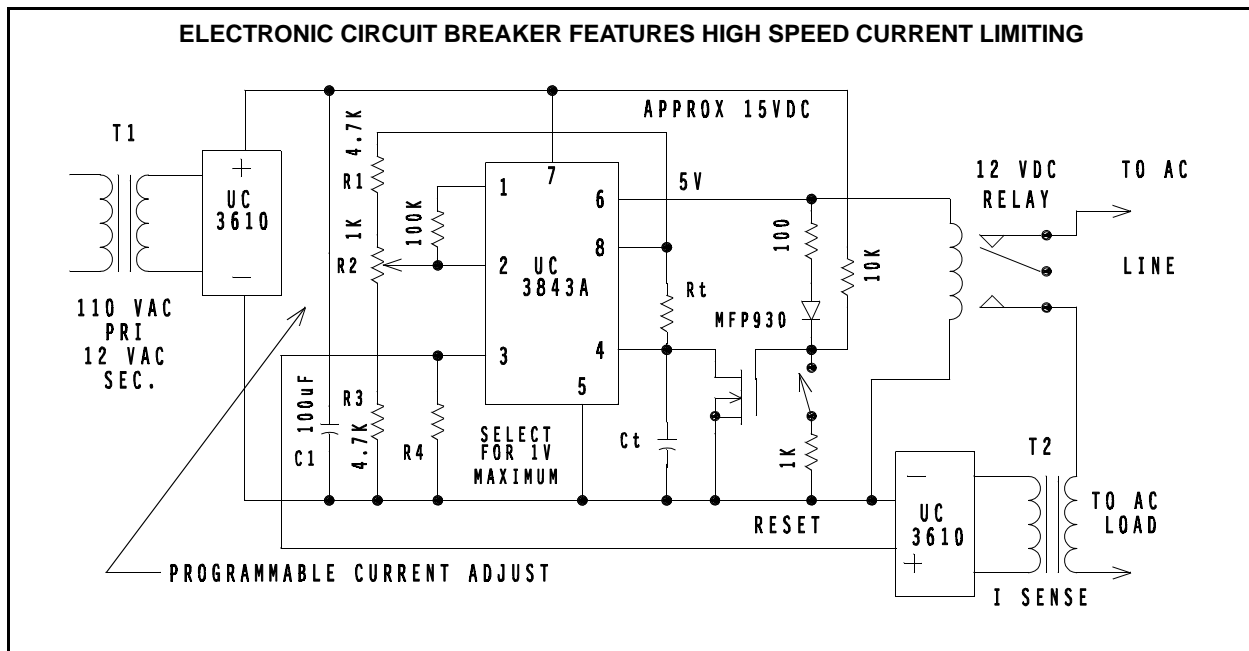 ELECTRONIC CIRCUIT BREAKER FEATURES HIGH SPEED CURRENT LIMITING
T1
110 VAC
PRI
12 VAC
SEC.
+
UC
3610
−
C1
100uF
4.7K
R1
1K
R2
R3
4.7K
100K
R4
1
2
3
4
5
6
7
8
UC
3843A
SELECT
FOR 1V
MAXIMUM
APPROX 15VDC
5V
Rt
Ct
100
10K
MFP930
1K
RESET
12 VDC
RELAY
TO AC
LINE
−
UC
3610
+
T2
TO AC
LOAD
I SENSE
PROGRAMMABLE CURRENT ADJUST